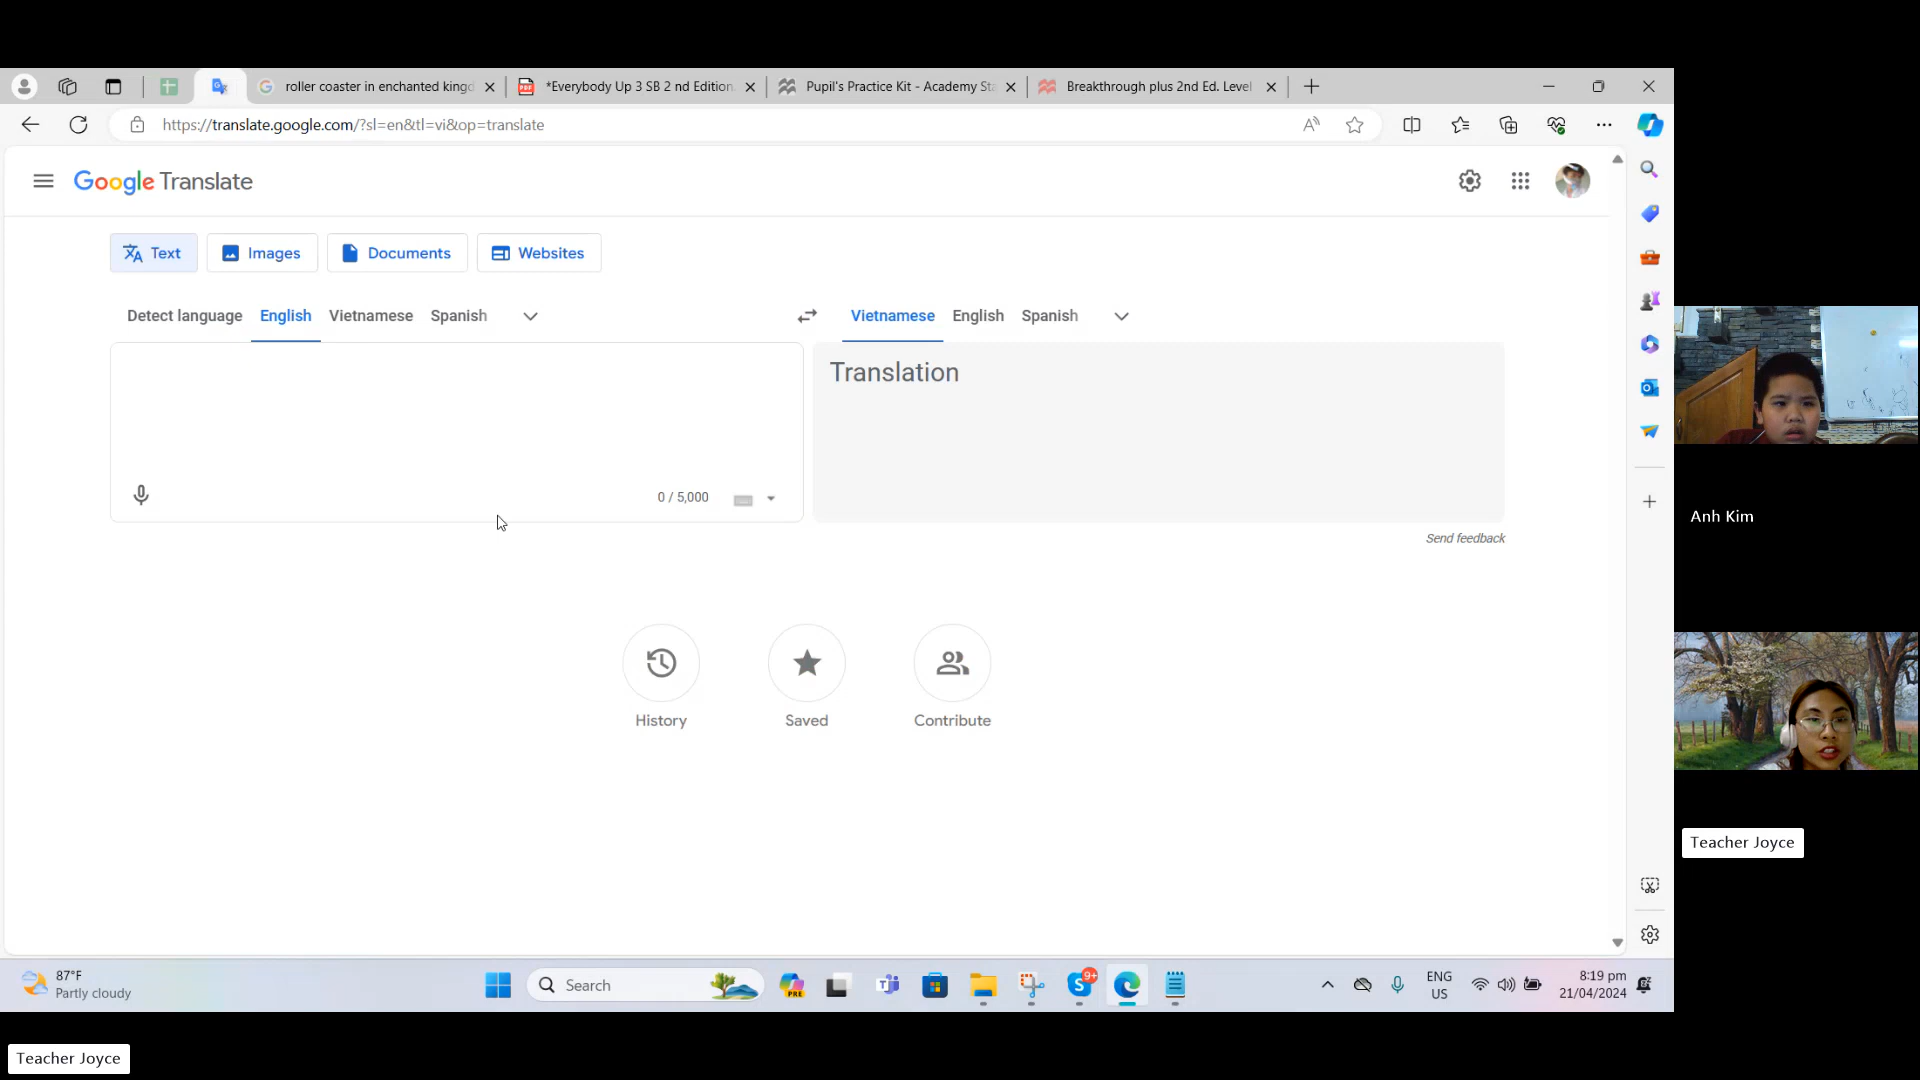 roller coaster in enchanted kingd
*Everybody Up 3 SB 2 nd Edition.
Pupil's Practice Kit - Academy Sta
Breakthrough plus 2nd Ed. Level
https://translate.google.com/?sl=en&tl=vi&op=translate
Google Translate
Text
Images
Documents
Websites
Detect language
English
Vietnamese
Spanish
Vietnamese
English
Spanish
Translation
0 / 5,000
Send feedback
History
Saved
Contribute
Anh Kim
Teacher Joyce
87°F
Partly cloudy
Search
PRE
9+
ENG
US
8:19 pm
21/04/2024
Teacher Joyce